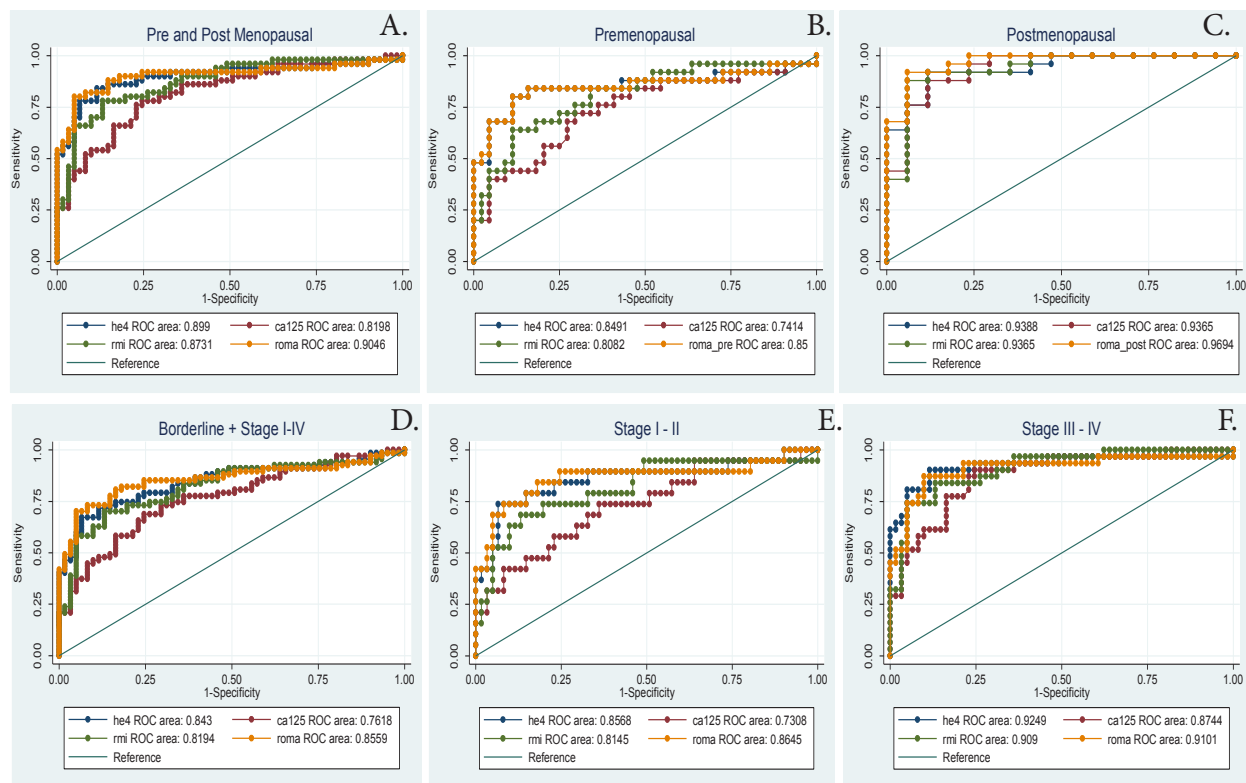 A.
Pre and Post Menopausal
Sensitivity
0.00 0.25 0.50 0.75 1.00
0.00 0.25 0.50 0.75 1.00
1-Specificity
he4 ROC area: 0.899 ca125 ROC area: 0.8198
rmi ROC area: 0.8731 roma ROC area: 0.9046
Reference
B.
Premenopausal
Sensitivity
0.00 0.25 0.50 0.75 1.00
0.00 0.25 0.50 0.75 1.00
1-Specificity
he4 ROC area: 0.8491 ca125 ROC area: 0.7414
rmi ROC area: 0.8082 roma_pre ROC area: 0.85
Reference
C.
Postmenopausal
Sensitivity
0.00 0.25 0.50 0.75 1.00
0.00 0.25 0.50 0.75 1.00
1-Specificity
he4 ROC area: 0.9388 ca125 ROC area: 0.9365
rmi ROC area: 0.9365 roma_post ROC area: 0.9694
Reference
D.
Borderline + Stage I-IV
Sensitivity
0.00 0.25 0.50 0.75 1.00
0.00 0.25 0.50 0.75 1.00
1-Specificity
he4 ROC area: 0.843 ca125 ROC area: 0.7618
rmi ROC area: 0.8194 roma ROC area: 0.8559
Reference
E.
Stage I - II
Sensitivity
0.00 0.25 0.50 0.75 1.00
0.00 0.25 0.50 0.75 1.00
1-Specificity
he4 ROC area: 0.8568 ca125 ROC area: 0.7308
rmi ROC area: 0.8145 roma ROC area: 0.8645
Reference
F.
Stage III - IV
Sensitivity
0.00 0.25 0.50 0.75 1.00
0.00 0.25 0.50 0.75 1.00
1-Specificity
he4 ROC area: 0.9249 ca125 ROC area: 0.8744
rmi ROC area: 0.909 roma ROC area: 0.9101
Reference